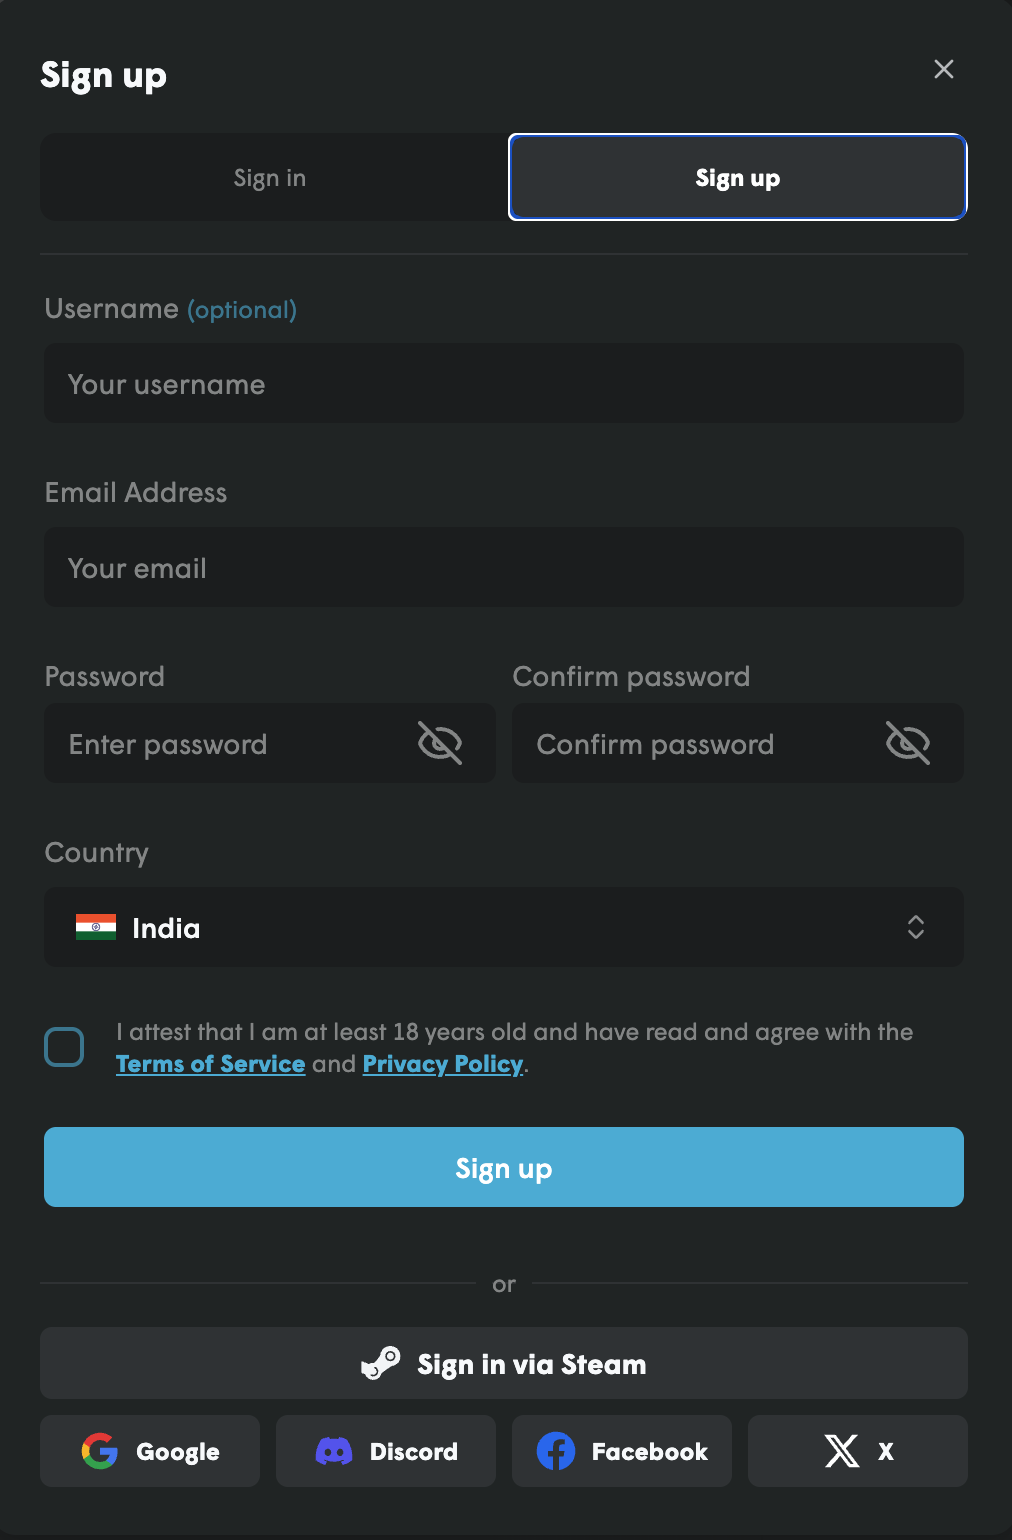 Sign up
Sign in
Sign up
Username (optional)
Your username
Email Address
Your email
Password
Confirm password
Enter password
Confirm password
Country
India
I attest that I am at least 18 years old and have read and agree with the
Terms of Service and Privacy Policy.
Sign up
or
Sign in via Steam
Google
Discord
Facebook
X